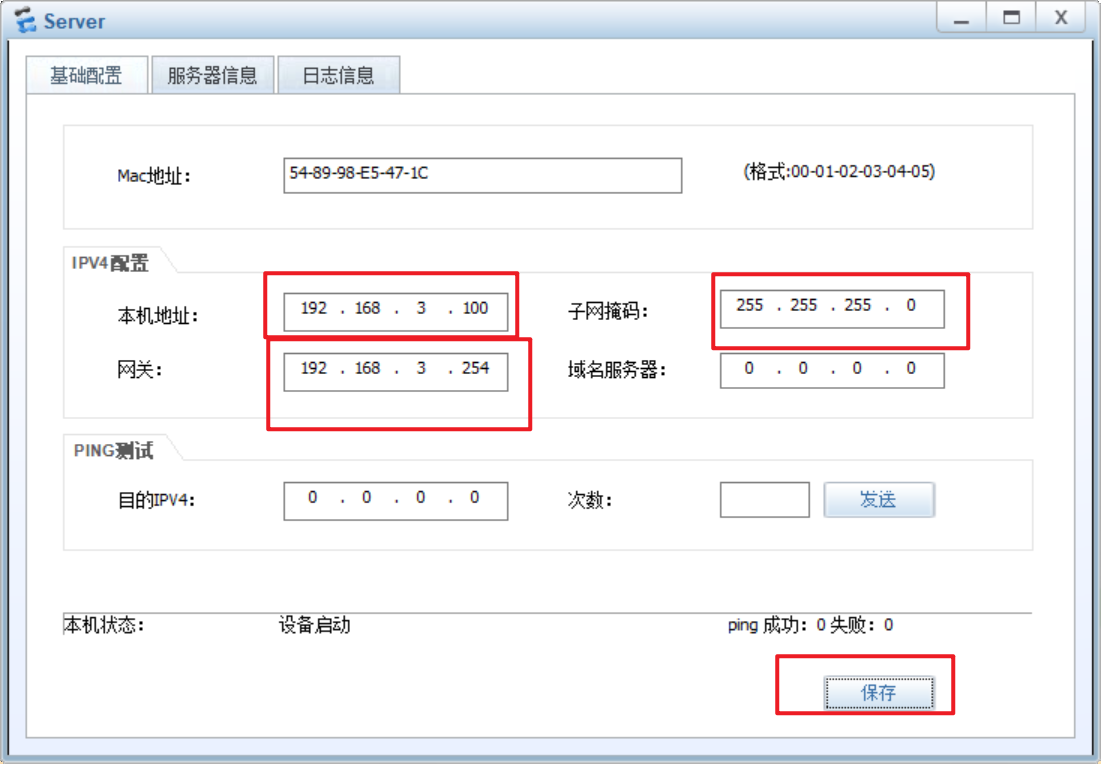 Server
基础配置 服务器信息 日志信息
Mac地址: 54-89-98-E5-47-1C (格式:00-01-02-03-04-05)
IPV4配置
本机地址: 192 . 168 . 3 . 100 子网掩码: 255 . 255 . 255 . 0
网关: 192 . 168 . 3 . 254 域名服务器: 0 . 0 . 0 . 0
PING测试
目的IPV4: 0 . 0 . 0 . 0 次数: 发送
本机状态: 设备启动 ping 成功: 0 失败: 0
保存